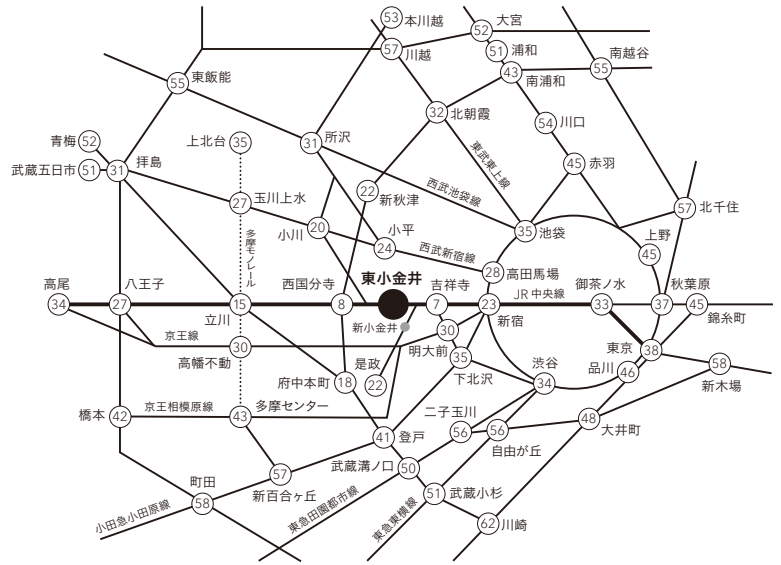 53 本川越
52 大宮
57 川越
51 浦和
55 南越谷
55 東飯能
43 南浦和
32 北朝霞
54 川口
青梅 52
上北台 35
31 所沢
武蔵五日市 51
31 拝島
45 赤羽
東武東上線
西武池袋線
22 新秋津
27 玉川上水
57 北千住
多摩モノレール
小川 20
小平
24
西武新宿線
35 池袋
上野
45
28 高田馬場
高尾
34
八王子
27
立川
15
西国分寺
8
東小金井
吉祥寺
7
新宿
23
JR 中央線
御茶ノ水
33
秋葉原
37
45
錦糸町
新小金井
京王線
30
高幡不動
30
明大前
東京
38
是政
22
35
下北沢
渋谷
34
品川
46
58
新木場
府中本町 18
橋本 42
京王相模原線
43
多摩センター
二子玉川
56
56
自由が丘
48
大井町
41 登戸
武蔵溝ノ口 50
57
新百合ヶ丘
町田
58
小田急小田原線
東急田園都市線
東急東横線
51 武蔵小杉
62 川崎